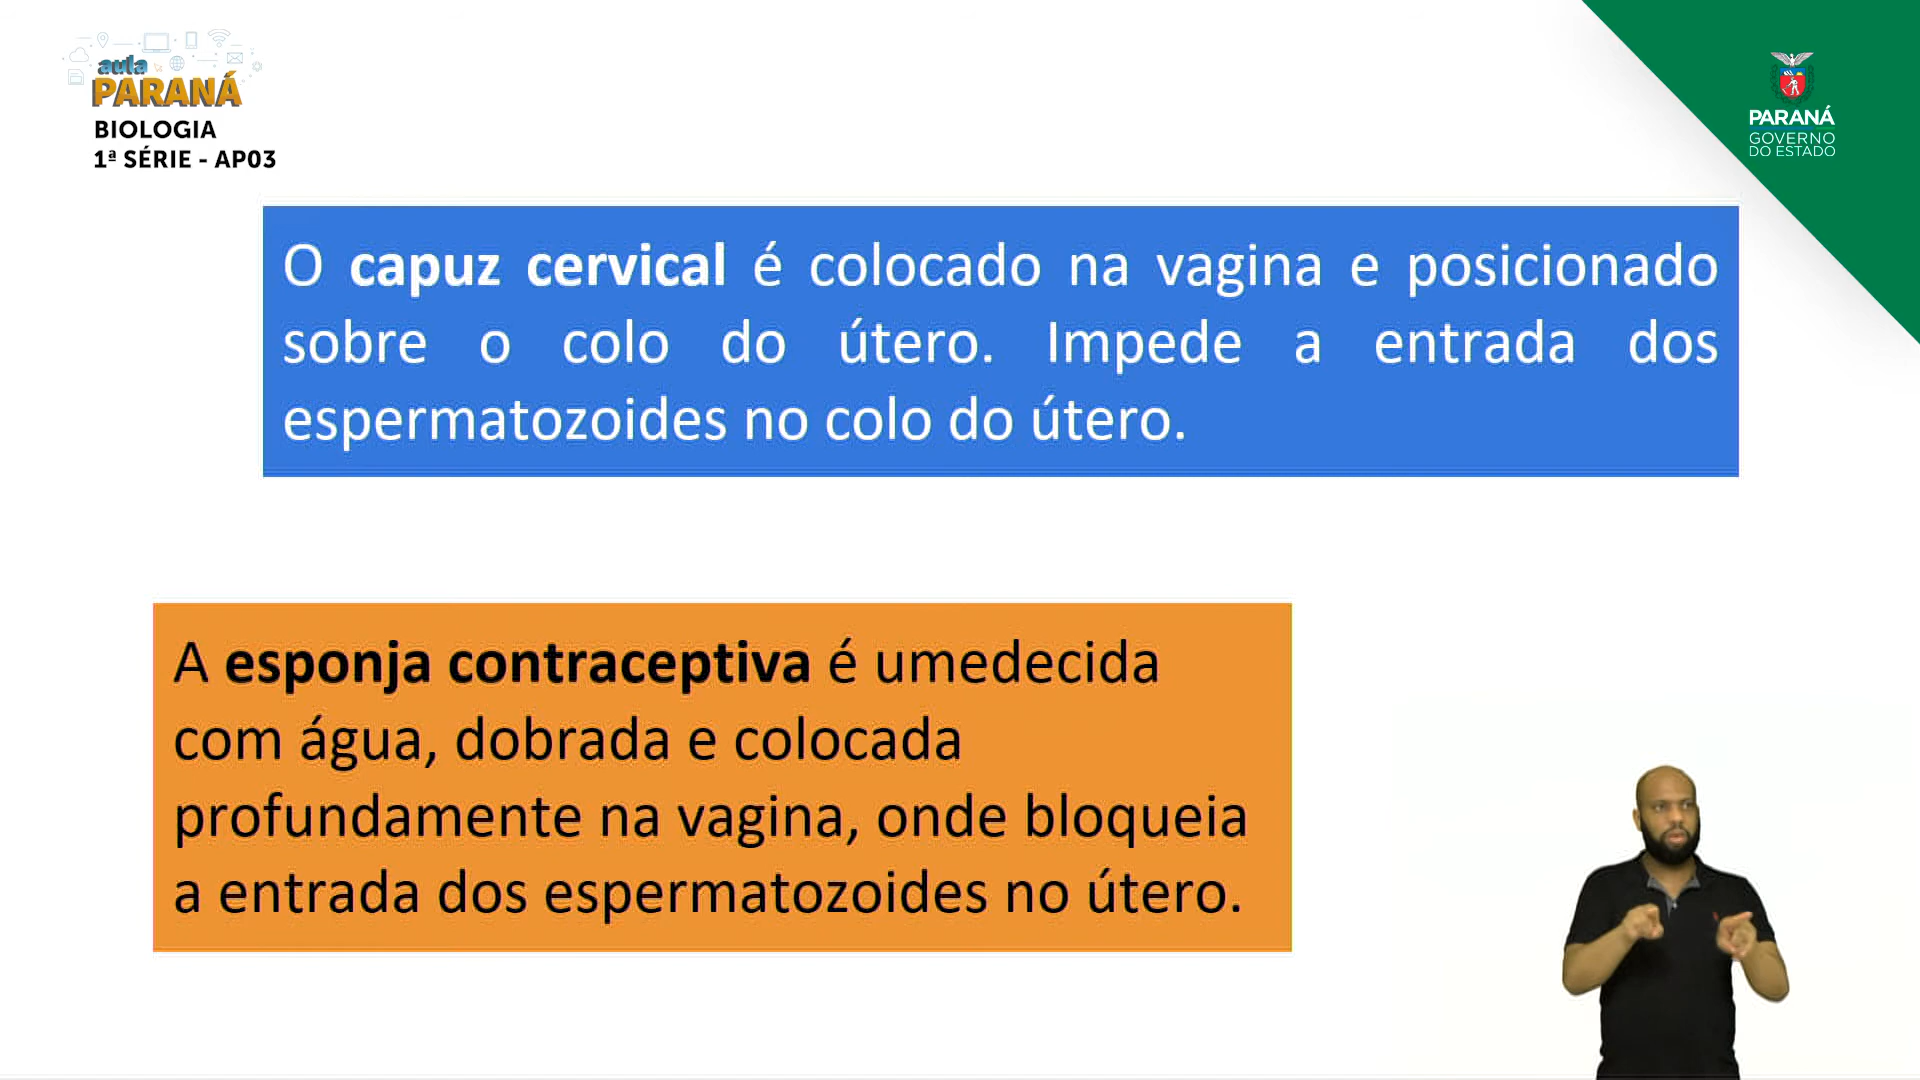 aula
PARANÁ
BIOLOGIA
1ª SÉRIE - AP03
PARANÁ
GOVERNO
DO ESTADO
O capuz cervical é colocado na vagina e posicionado
sobre o colo do útero. Impede a entrada dos
espermatozoides no colo do útero.
A esponja contraceptiva é umedecida
com água, dobrada e colocada
profundamente na vagina, onde bloqueia
a entrada dos espermatozoides no útero.